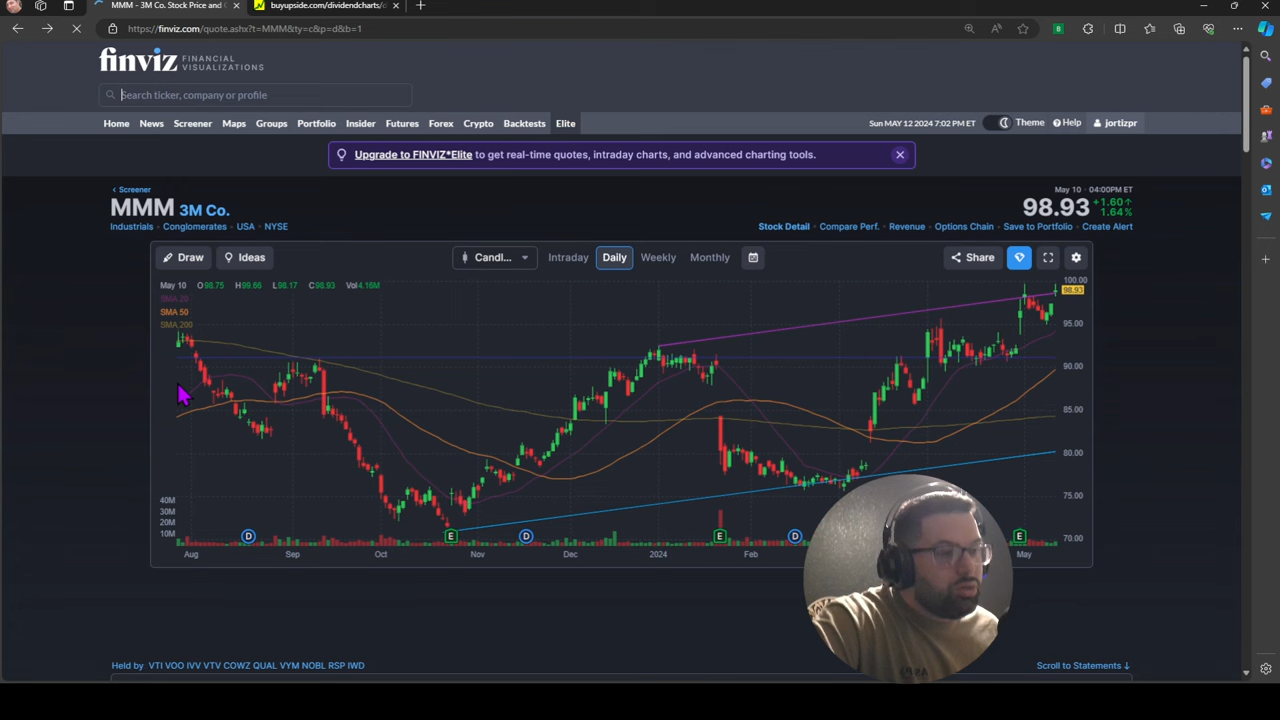 MMM - 3M Co. Stock Price and
buyupside.com/dividendcharts/
https://finviz.com/quote.ashx?t=MMM&ty=c&p=d&b=1
finviz FINANCIAL VISUALIZATIONS
Search ticker, company or profile
Home News Screener Maps Groups Portfolio Insider Futures Forex Crypto Backtests Elite
Sun MAY 12 2024 7:02 PM ET Theme Help jortizpr
Upgrade to FINVIZ*Elite to get real-time quotes, intraday charts, and advanced charting tools.
‹ Screener
May 10 · 04:00PM ET
MMM 3M Co.
98.93 +1.60↑ 1.64%
Industrials · Conglomerates · USA · NYSE
Stock Detail · Compare Perf. · Revenue · Options Chain · Save to Portfolio · Create Alert
Draw Ideas Candl... Intraday Daily Weekly Monthly Share
May 10 O98.75 H99.66 L98.17 C98.93 Vol4.16M
SMA 20
SMA 50
SMA 200
100.00
98.93
95.00
90.00
85.00
80.00
75.00
70.00
40M
30M
20M
10M
D E D E D E
Aug Sep Oct Nov Dec 2024 Feb May
Held by VTI VOO IVV VTV COWZ QUAL VYM NOBL RSP IWD
Scroll to Statements ↓